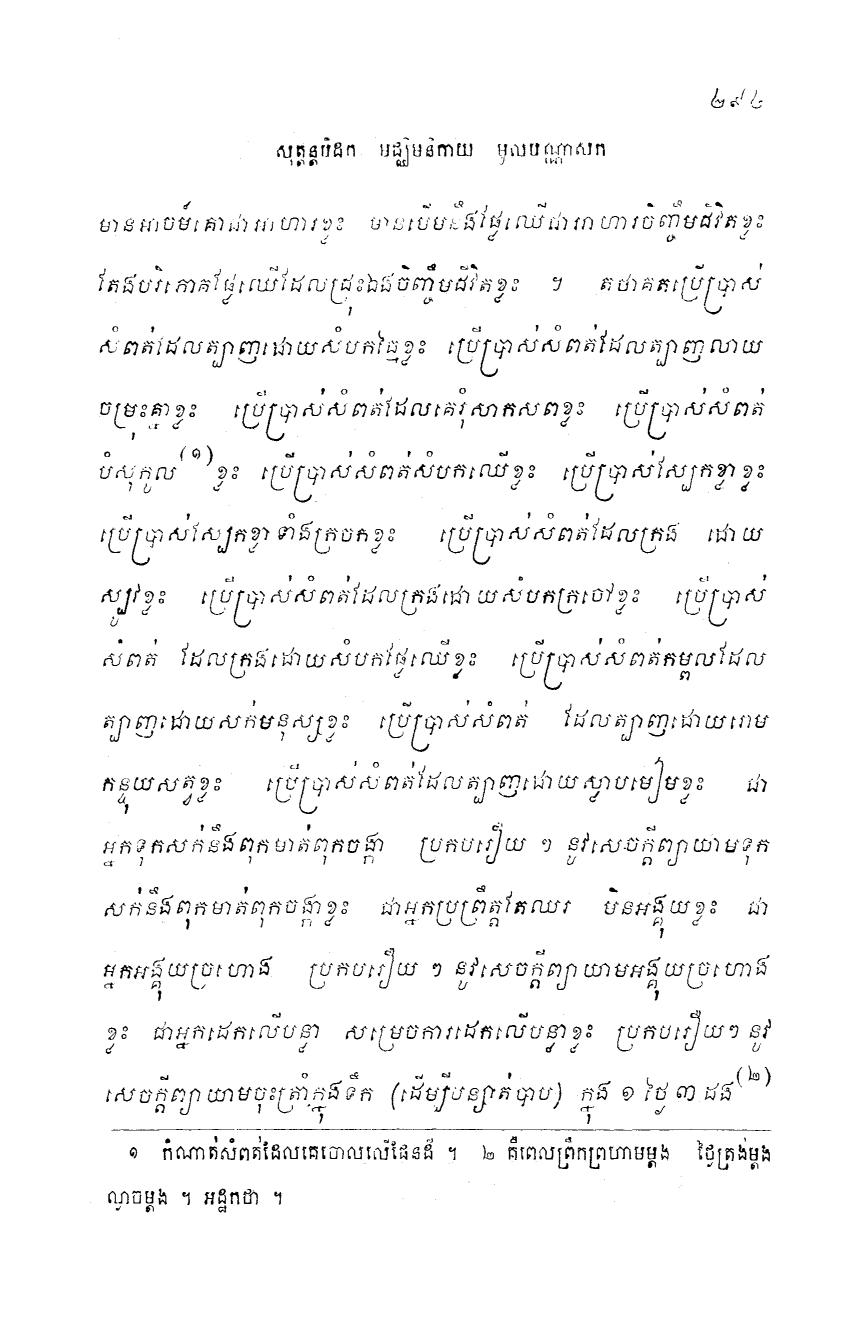 ២៩៤
សុត្តន្តបិដក មជ្ឈិមនិកាយ មូលបណ្ណាសក
មានអាចម៍គោជាអាហារខ្លះ មានមើមនឹងផ្លែឈើជាអាហារចិញ្ចឹមជីវិតខ្លះ
តែងបរិភោគផ្លែឈើដែលជ្រុះឯងចិញ្ចឹមជីវិតខ្លះ ។ តថាគតប្រើប្រាស់
សំពត់ដែលត្បាញដោយសំបកធ្មៃខ្លះ ប្រើប្រាស់សំពត់ដែលត្បាញលាយ
ចម្រុះគ្នាខ្លះ ប្រើប្រាស់សំពត់ដែលគេរុំសាកសពខ្លះ ប្រើប្រាស់សំពត់
បំសុកូល(១)ខ្លះ ប្រើប្រាស់សំពត់សំបកឈើខ្លះ ប្រើប្រាស់ស្បែកខ្លាខ្លះ
ប្រើប្រាស់ស្បែកខ្លាទាំងក្រចកខ្លះ ប្រើប្រាស់សំពត់ដែលក្រង ដោយ
ស្បូវខ្លះ ប្រើប្រាស់សំពត់ដែលក្រងដោយសំបកក្រចៅខ្លះ ប្រើប្រាស់
សំពត់ ដែលក្រងដោយសំបកផ្លែឈើខ្លះ ប្រើប្រាស់សំពត់កម្ពលដែល
ត្បាញដោយសក់មនុស្សខ្លះ ប្រើប្រាស់សំពត់ ដែលត្បាញដោយរោម
កន្ទុយសត្វខ្លះ ប្រើប្រាស់សំពត់ដែលត្បាញដោយស្លាបមៀមខ្លះ ជា
អ្នកដកសក់នឹងពុកមាត់ពុកចង្កា ប្រកបរឿយ ៗ នូវសេចក្តីព្យាយាមដក
សក់នឹងពុកមាត់ពុកចង្កាខ្លះ ជាអ្នកប្រព្រឹត្តតែឈរ មិនអង្គុយខ្លះ ជា
អ្នកអង្គុយច្រហោង ប្រកបរឿយ ៗ នូវសេចក្តីព្យាយាមអង្គុយច្រហោង
ខ្លះ ជាអ្នកដេកលើបន្លា សម្រេចការដេកលើបន្លាខ្លះ ប្រកបរឿយៗ នូវ
សេចក្តីព្យាយាមចុះត្រាំក្នុងទឹក (ដើម្បីបន្សាត់បាប) ក្នុង ១ ថ្ងៃ ៣ ដង(២)
១ កំណាត់សំពត់ដែលគេបោលលើផែនដី ។ ២ គឺពេលព្រឹកព្រហាមម្តង ថ្ងៃត្រង់ម្តង
ល្ងាចម្តង ។ អដ្ឋកថា ។